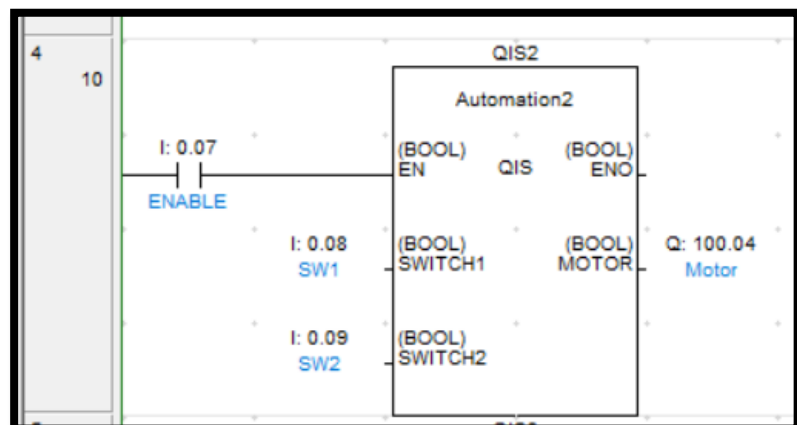 4
QIS2
10
Automation2
I: 0.07
(BOOL) (BOOL)
EN QIS ENO
ENABLE
I: 0.08 (BOOL) (BOOL) Q: 100.04
SW1 SWITCH1 MOTOR Motor
I: 0.09 (BOOL)
SW2 SWITCH2